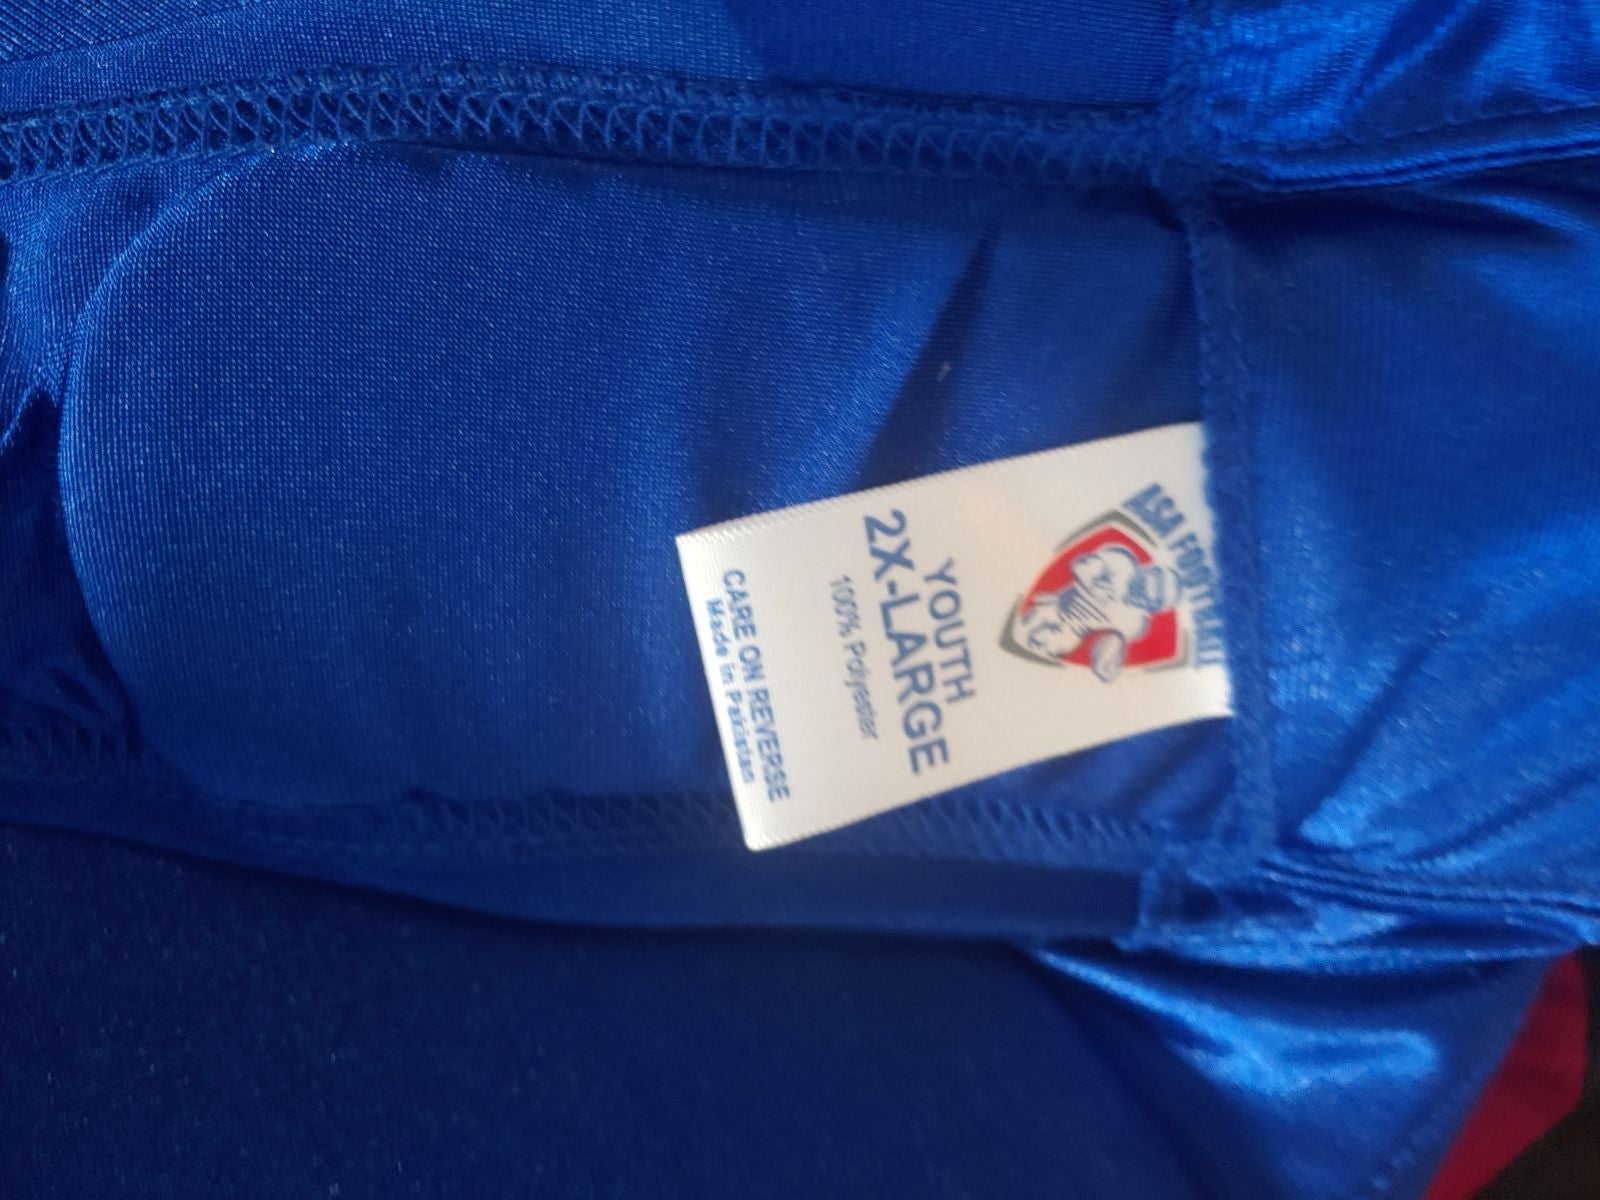 ASA FOOTBALL
YOUTH
2X-LARGE
100% Polyester
CARE ON REVERSE
Made in Pakistan